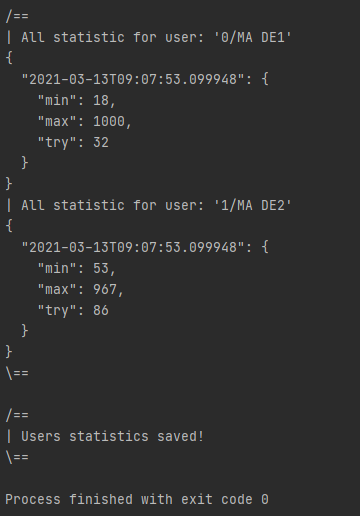 /==
| All statistic for user: '0/MA DE1'
{
  "2021-03-13T09:07:53.099948": {
    "min": 18,
    "max": 1000,
    "try": 32
  }
}
| All statistic for user: '1/MA DE2'
{
  "2021-03-13T09:07:53.099948": {
    "min": 53,
    "max": 967,
    "try": 86
  }
}
\==

/==
| Users statistics saved!
\==

Process finished with exit code 0